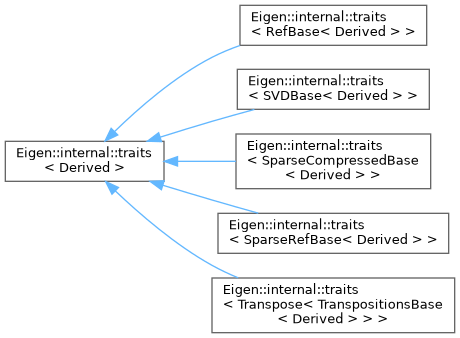 Eigen::internal::traits
< RefBase< Derived > >
Eigen::internal::traits
< SVDBase< Derived > >
Eigen::internal::traits
< Derived >
Eigen::internal::traits
< SparseCompressedBase
< Derived > >
Eigen::internal::traits
< SparseRefBase< Derived > >
Eigen::internal::traits
< Transpose< TranspositionsBase
< Derived > > >